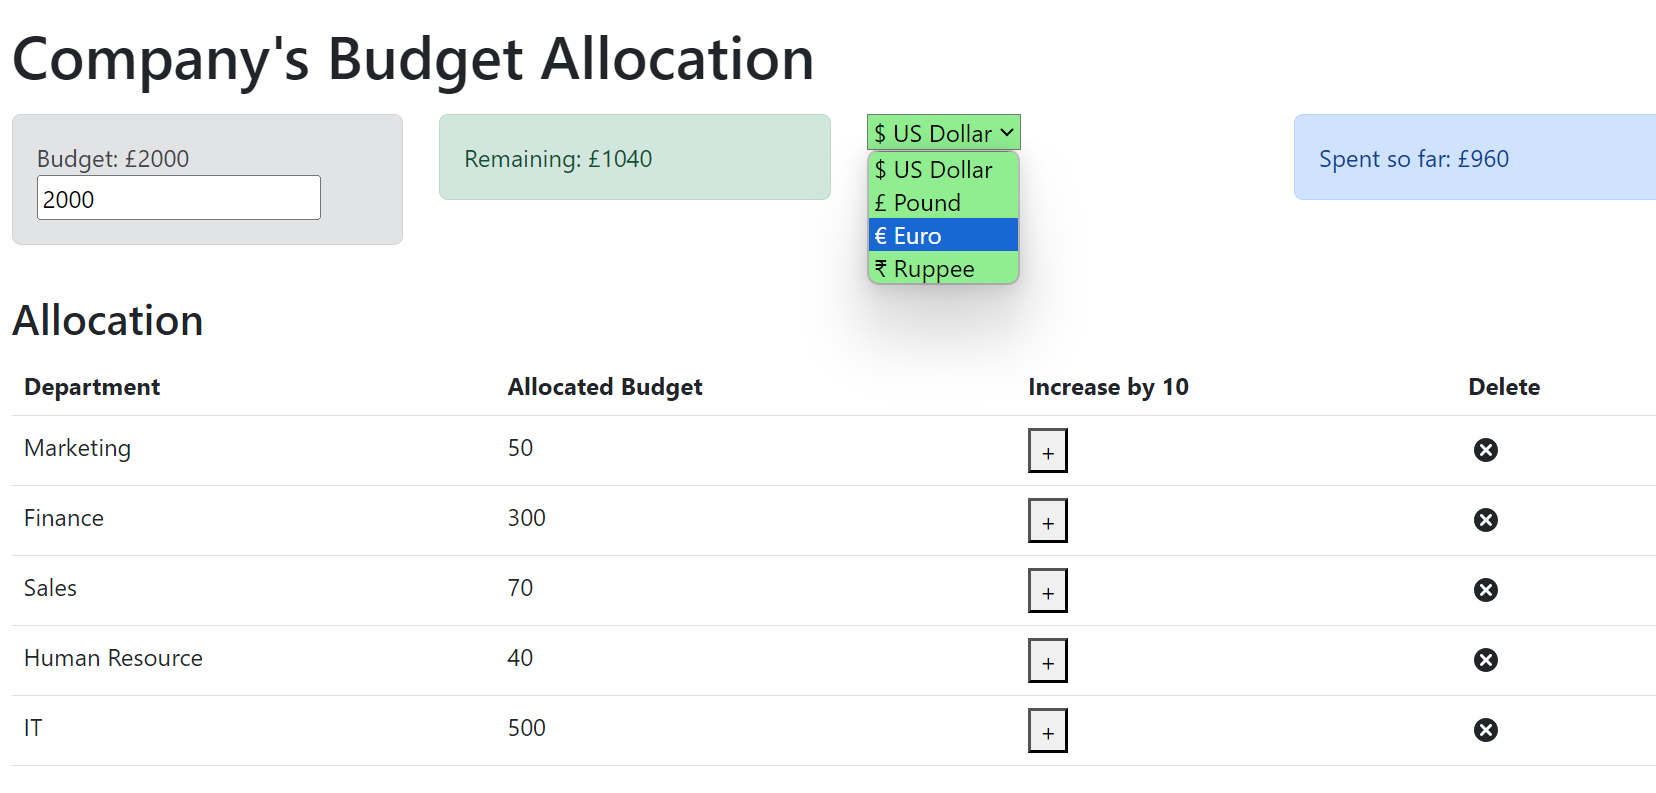 Company's Budget Allocation
Budget: £2000
2000
Remaining: £1040
$ US Dollar
$ US Dollar
£ Pound
€ Euro
₹ Ruppee
Spent so far: £960
Allocation
Department Allocated Budget Increase by 10 Delete
Marketing 50 +
Finance 300 +
Sales 70 +
Human Resource 40 +
IT 500 +